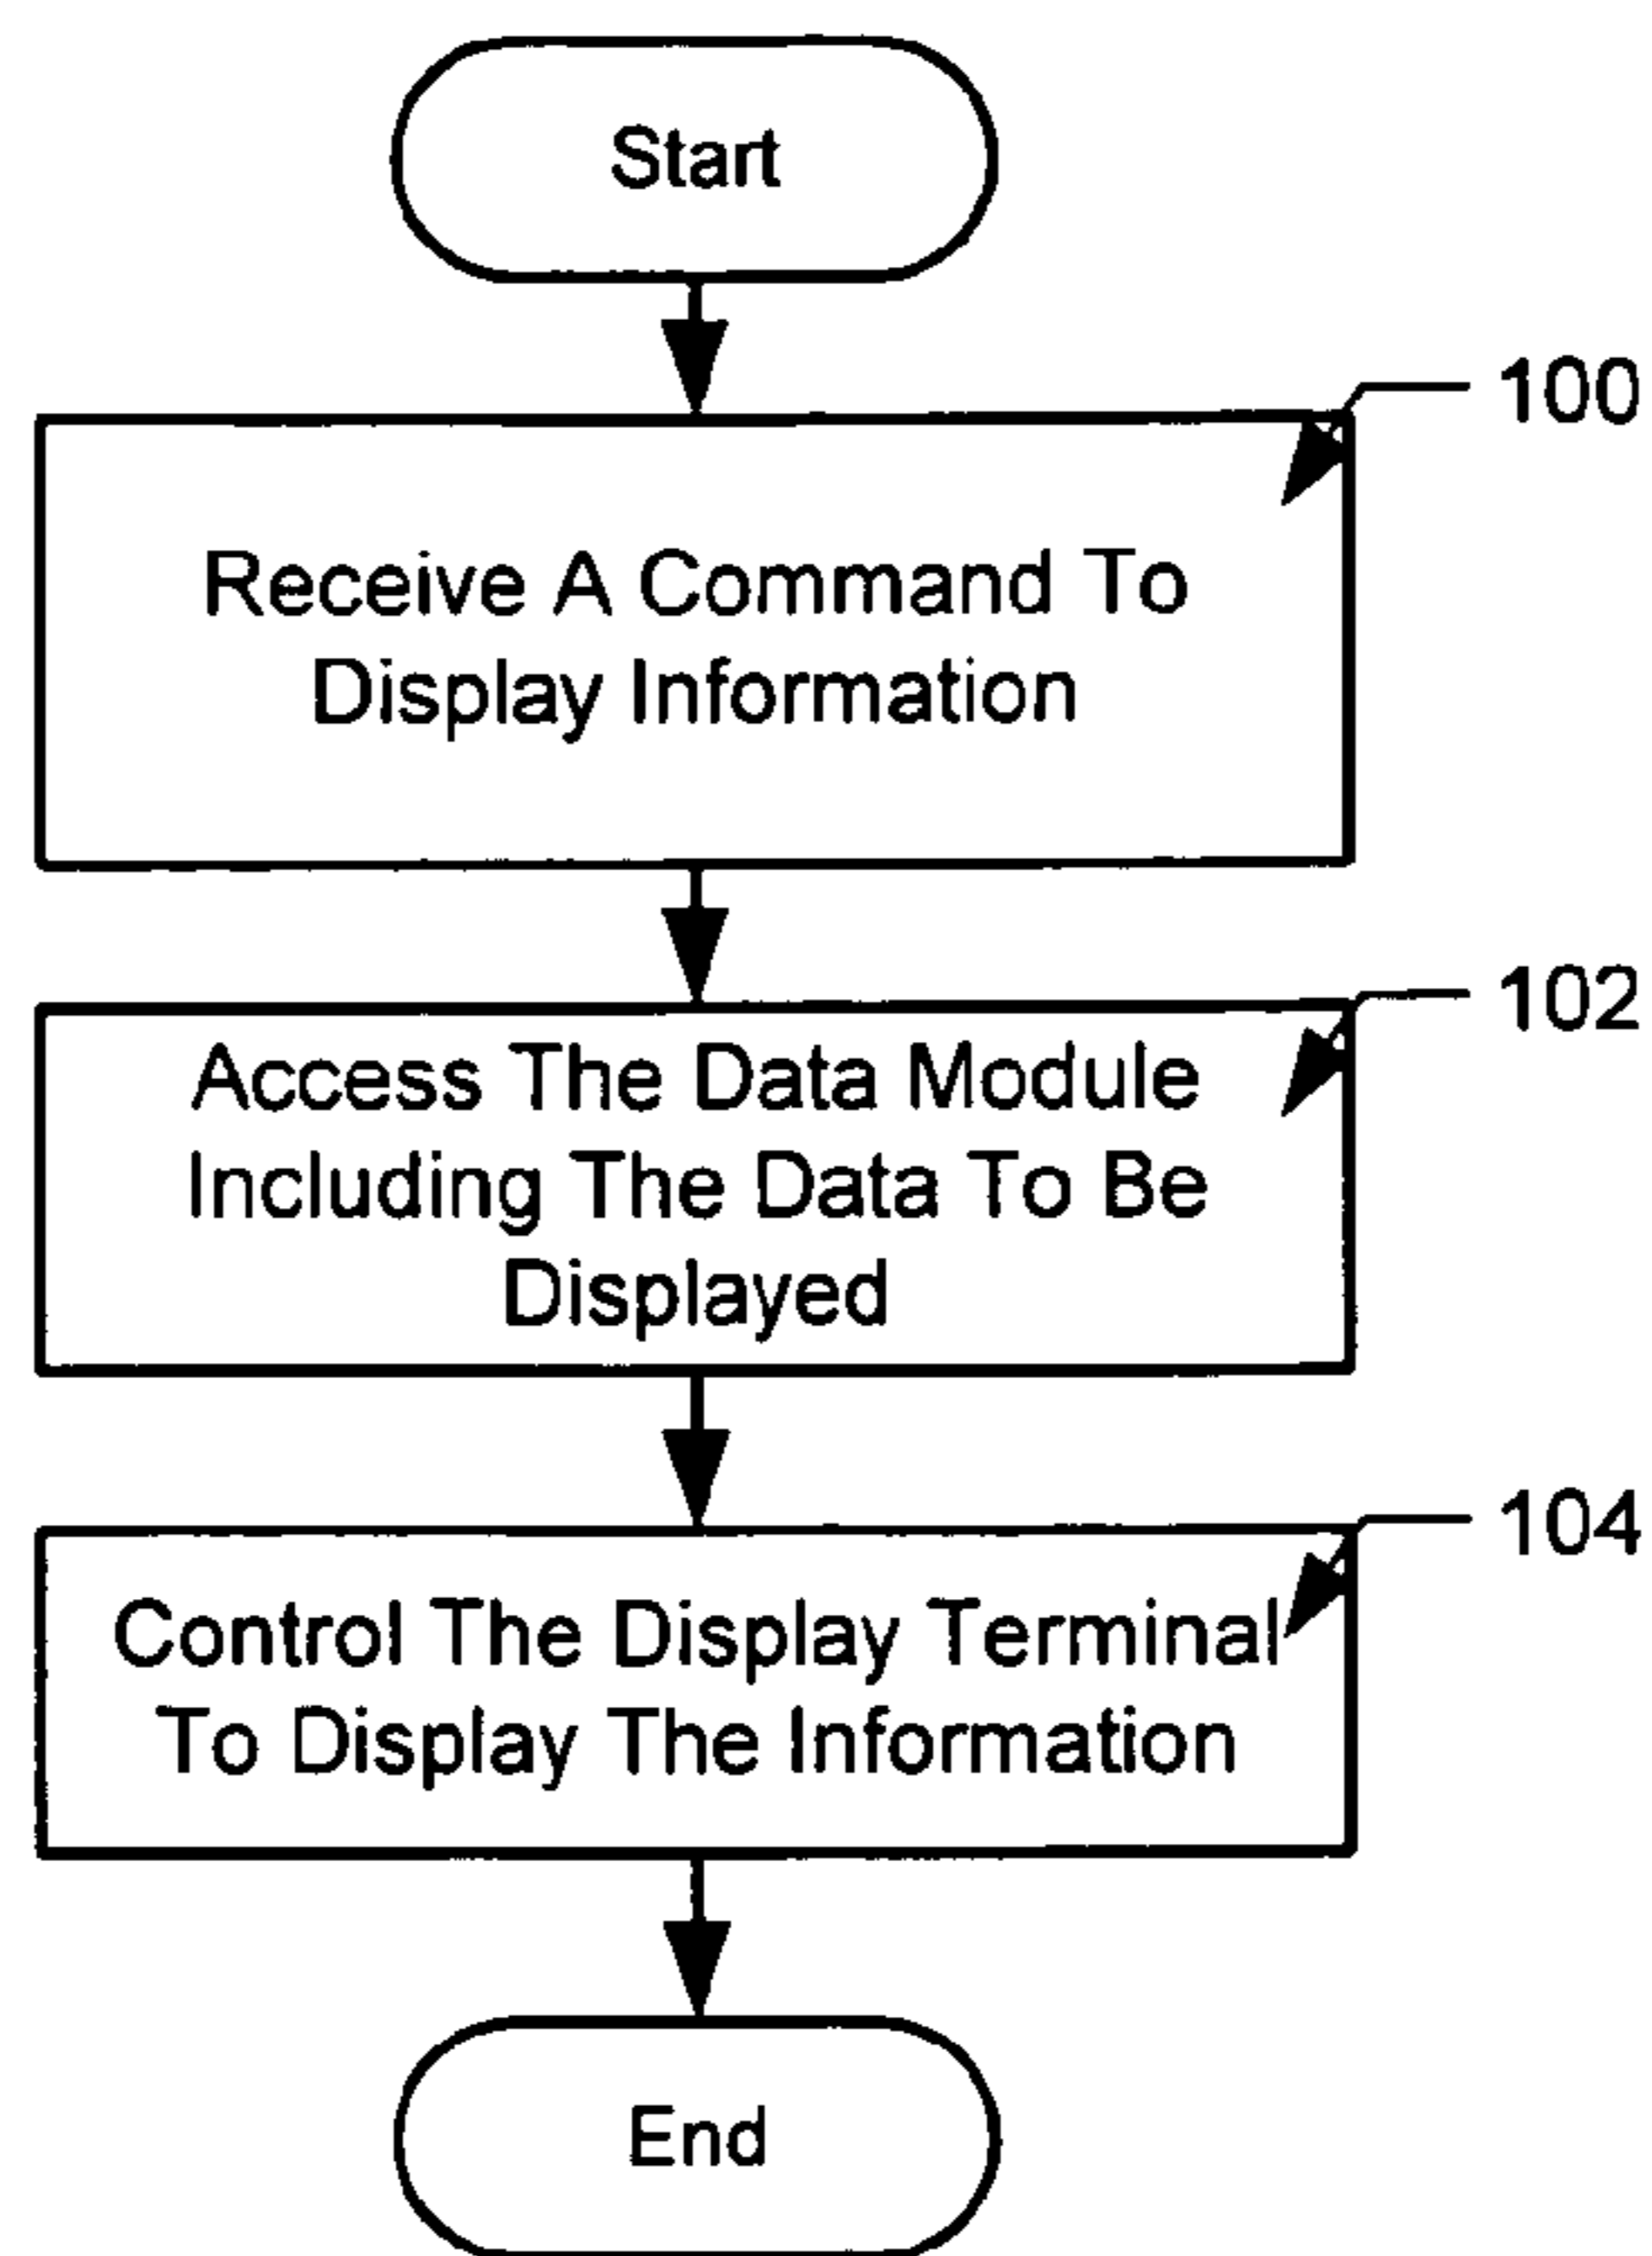 Start
100
Receive A Command To
Display Information
102
Access The Data Module
Including The Data To Be
Displayed
104
Control The Display Terminal
To Display The Information
End